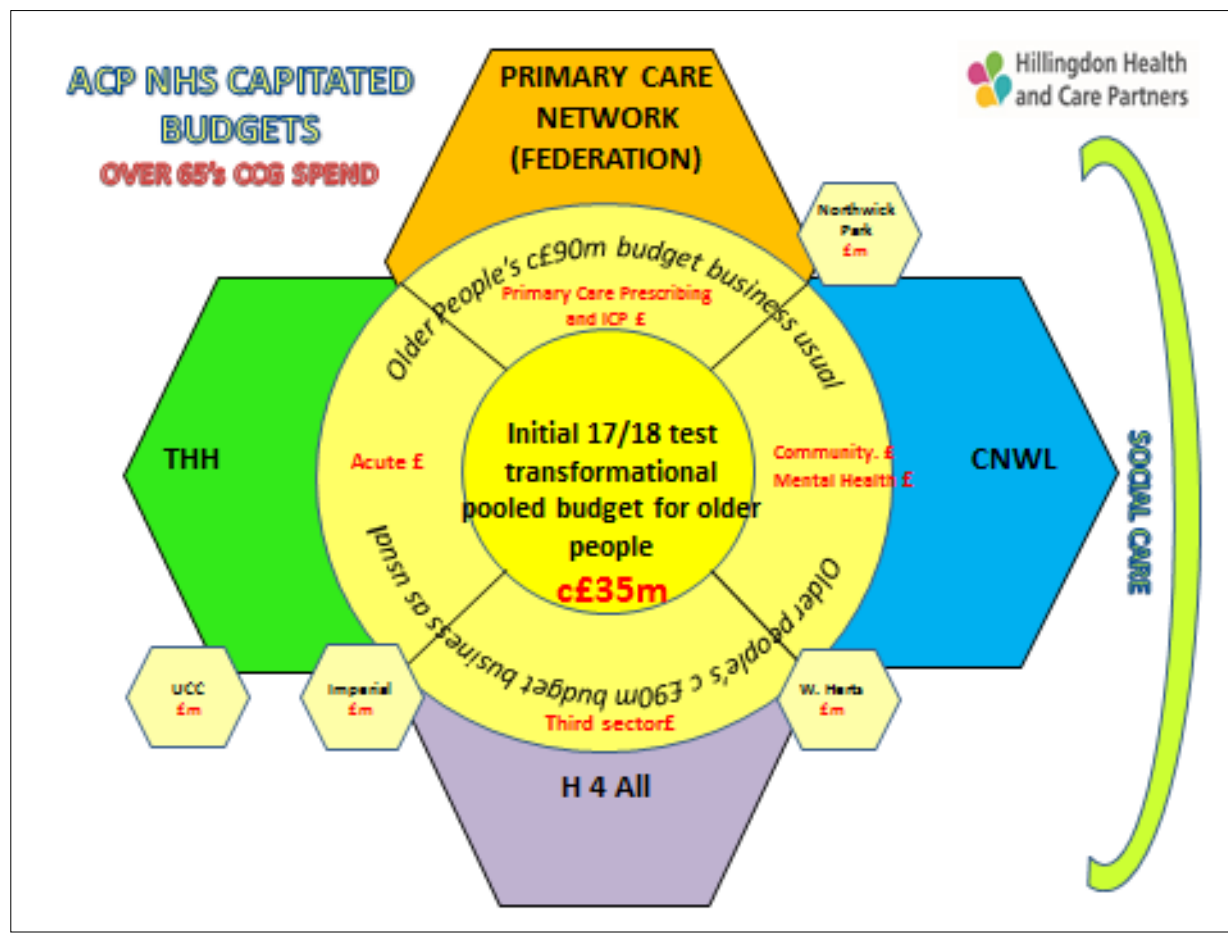 ACP NHS CAPITATED
BUDGETS
OVER 65's CCG SPEND
Hillingdon Health
and Care Partners
PRIMARY CARE
NETWORK
(FEDERATION)
Northwick
Park
£m
Older People's c£90m budget business usual
Primary Care Prescribing
and ICP £
THH
Acute £
Initial 17/18 test
transformational
pooled budget for older
people
c£35m
Community. £
Mental Health £
CNWL
SOCIAL CARE
Older people's c £90m budget business as usual
UCC
£m
Imperial
£m
Third sector£
W. Herts
£m
H 4 All